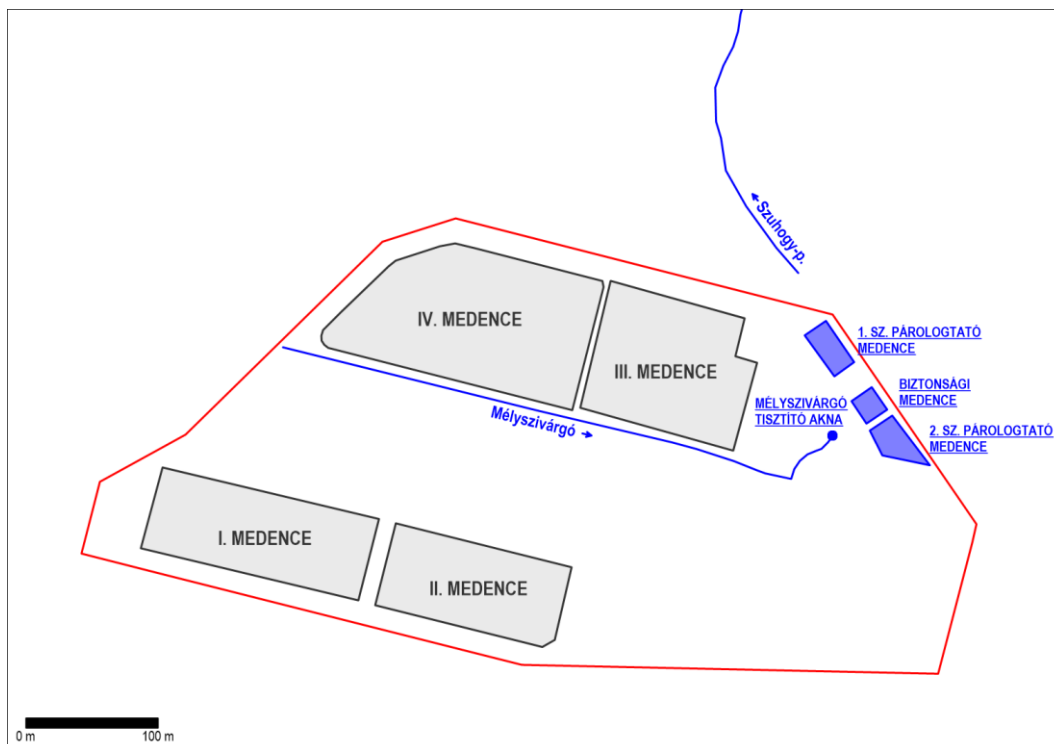 Szuhogy-p.
IV. MEDENCE
III. MEDENCE
1. SZ. PÁROLOGTATÓ
MEDENCE
BIZTONSÁGI
MEDENCE
MÉLYSZIVÁRGÓ
TISZTÍTÓ AKNA
2. SZ. PÁROLOGTATÓ
MEDENCE
Mélyszivárgó
I. MEDENCE
II. MEDENCE
0 m
100 m